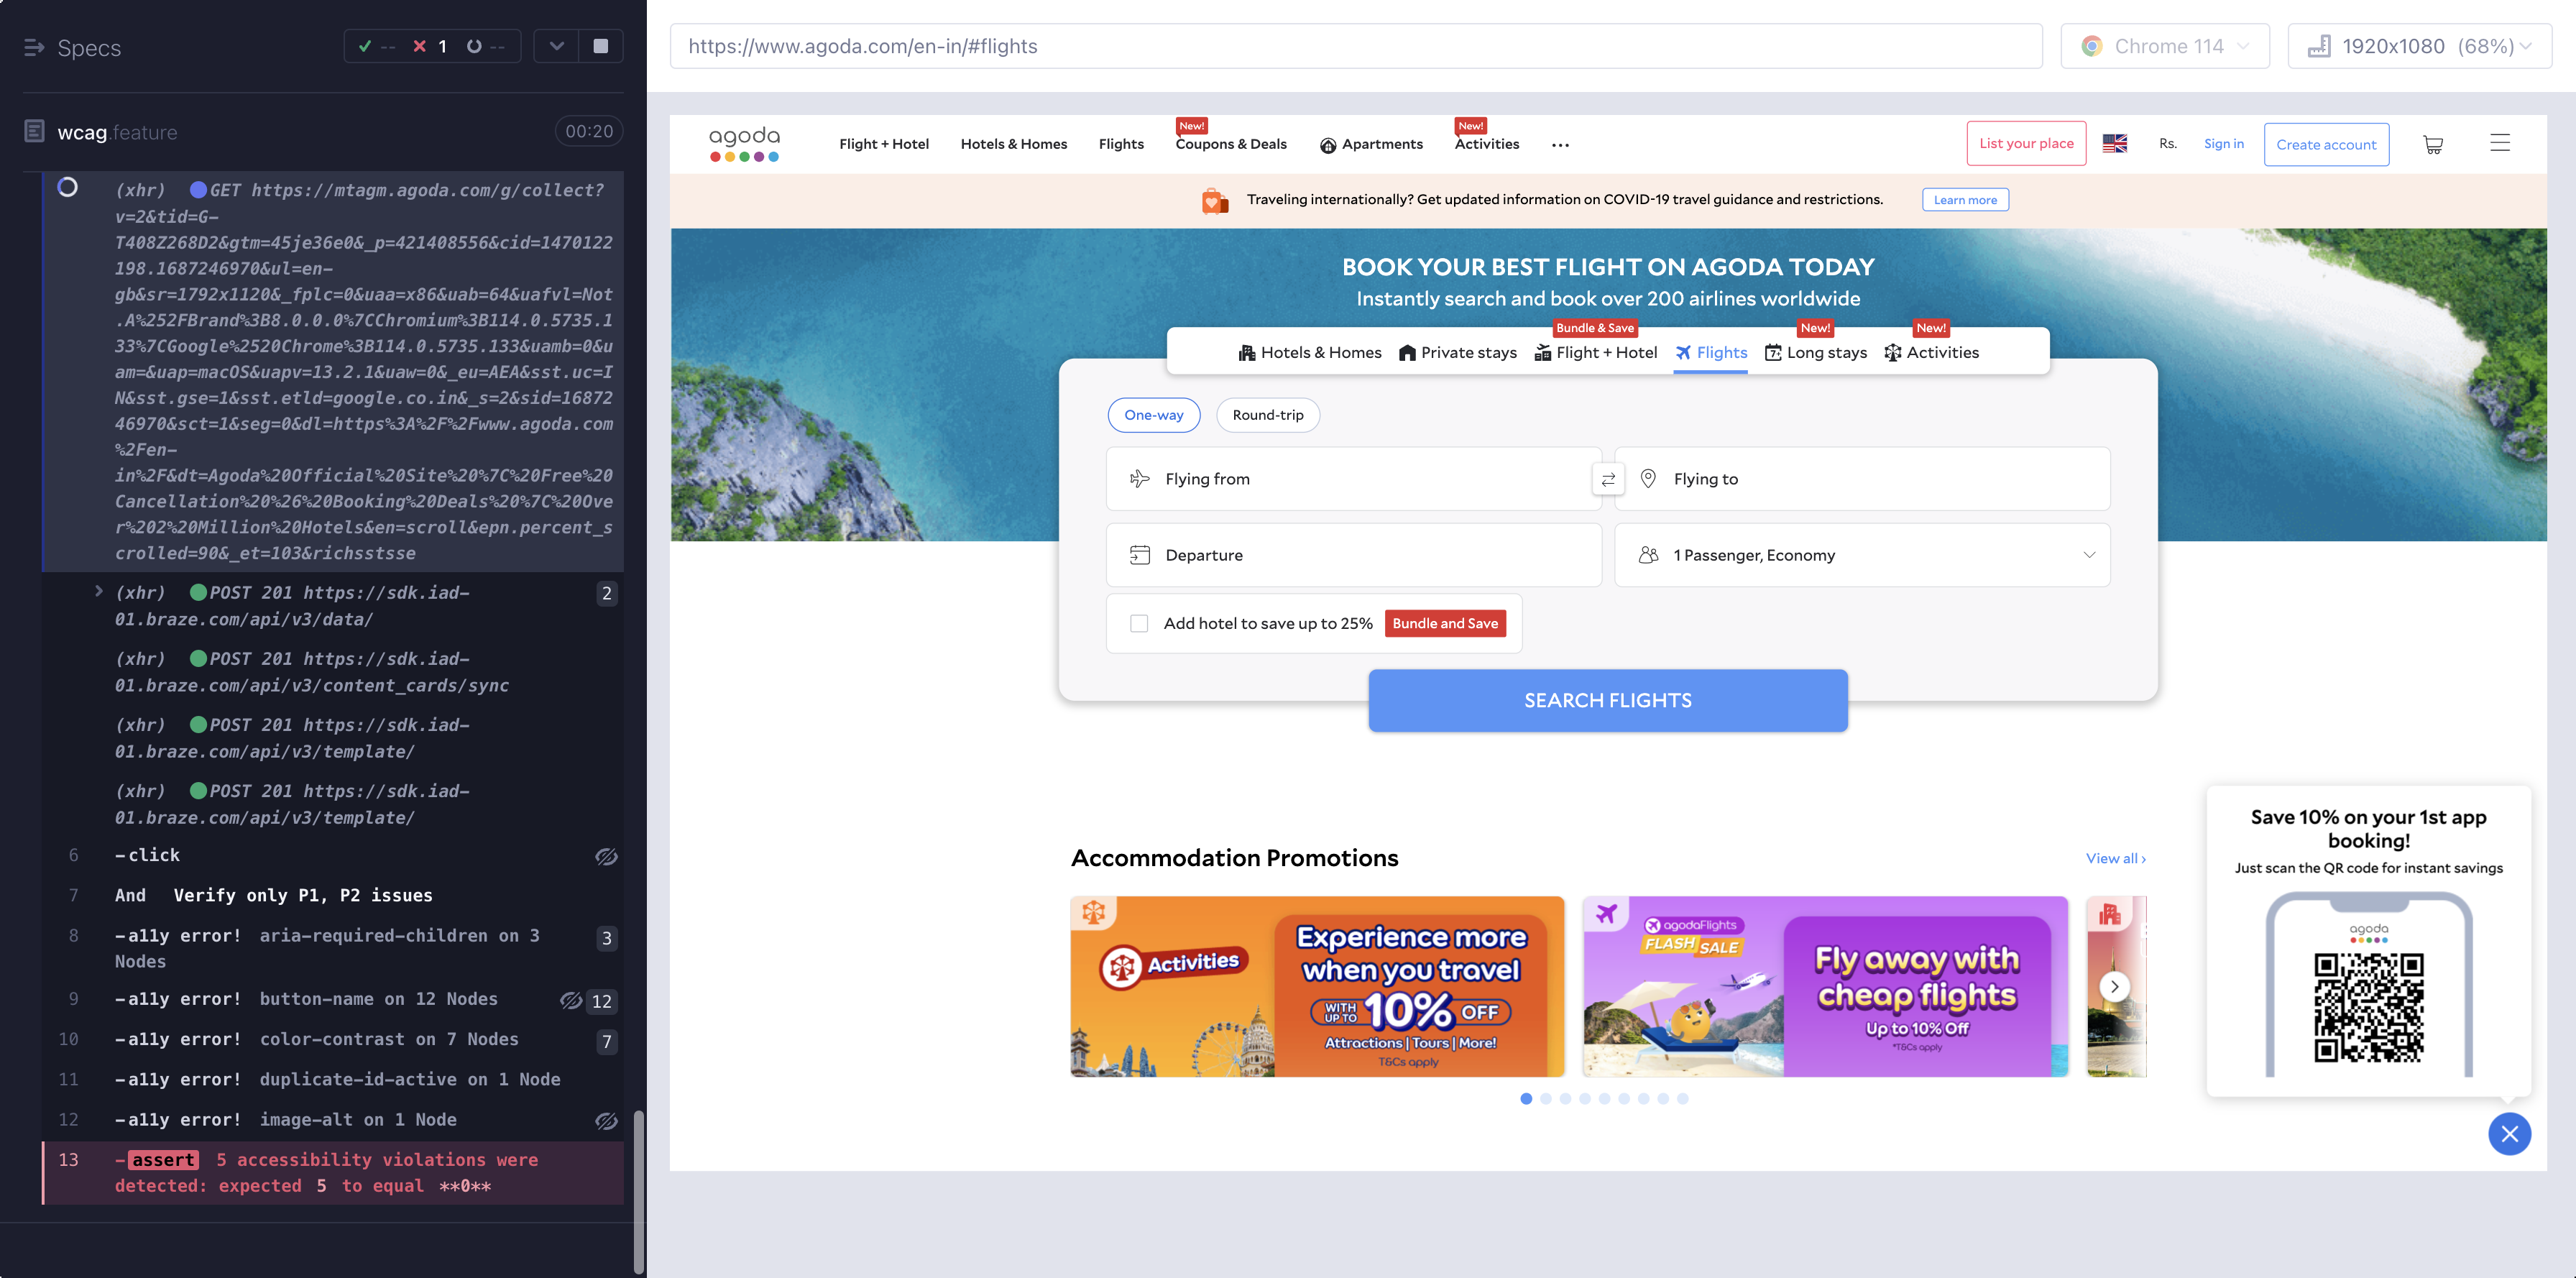 Specs
-- 1 --
wcag.feature
00:20
(xhr) GET https://mtagm.agoda.com/g/collect?
v=2&tid=G-
T408Z268D2&gtm=45je36e0&_p=421408556&cid=1470122
198.1687246970&ul=en-
gb&sr=1792x1120&_fplc=0&uaa=x86&uab=64&uafvl=Not
.A%252FBrand%3B8.0.0.0%7CChromium%3B114.0.5735.1
33%7CGoogle%2520Chrome%3B114.0.5735.133&uamb=0&u
am=&uap=macOS&uapv=13.2.1&uaw=0&_eu=AEA&sst.uc=I
N&sst.gse=1&sst.etld=google.co.in&_s=2&sid=16872
46970&sct=1&seg=0&dl=https%3A%2F%2Fwww.agoda.com
%2Fen-
in%2F&dt=Agoda%20Official%20Site%20%7C%20Free%20
Cancellation%20%26%20Booking%20Deals%20%7C%20Ove
r%202%20Million%20Hotels&en=scroll&epn.percent_s
crolled=90&_et=103&richsstsse
(xhr) POST 201 https://sdk.iad-
01.braze.com/api/v3/data/
2
(xhr) POST 201 https://sdk.iad-
01.braze.com/api/v3/content_cards/sync
(xhr) POST 201 https://sdk.iad-
01.braze.com/api/v3/template/
(xhr) POST 201 https://sdk.iad-
01.braze.com/api/v3/template/
6 -click
7 And Verify only P1, P2 issues
8 -a11y error! aria-required-children on 3
Nodes
3
9 -a11y error! button-name on 12 Nodes 12
10 -a11y error! color-contrast on 7 Nodes 7
11 -a11y error! duplicate-id-active on 1 Node
12 -a11y error! image-alt on 1 Node
13 -assert 5 accessibility violations were
detected: expected 5 to equal **0**
https://www.agoda.com/en-in/#flights
Chrome 114
1920x1080 (68%)
agoda
Flight + Hotel
Hotels & Homes
Flights
New!
Coupons & Deals
Apartments
New!
Activities
...
List your place
Rs.
Sign in
Create account
Traveling internationally? Get updated information on COVID-19 travel guidance and restrictions.
Learn more
BOOK YOUR BEST FLIGHT ON AGODA TODAY
Instantly search and book over 200 airlines worldwide
Hotels & Homes
Private stays
Bundle & Save
Flight + Hotel
Flights
New!
Long stays
New!
Activities
One-way
Round-trip
Flying from
Flying to
Departure
1 Passenger, Economy
Add hotel to save up to 25%
Bundle and Save
SEARCH FLIGHTS
Accommodation Promotions
View all ›
Activities
Experience more
when you travel
WITH UP TO 10% OFF
Attractions | Tours | More!
T&Cs apply
agodaFlights
FLASH SALE
Fly away with
cheap flights
Up to 10% Off
*T&Cs apply
Save 10% on your 1st app
booking!
Just scan the QR code for instant savings
agoda